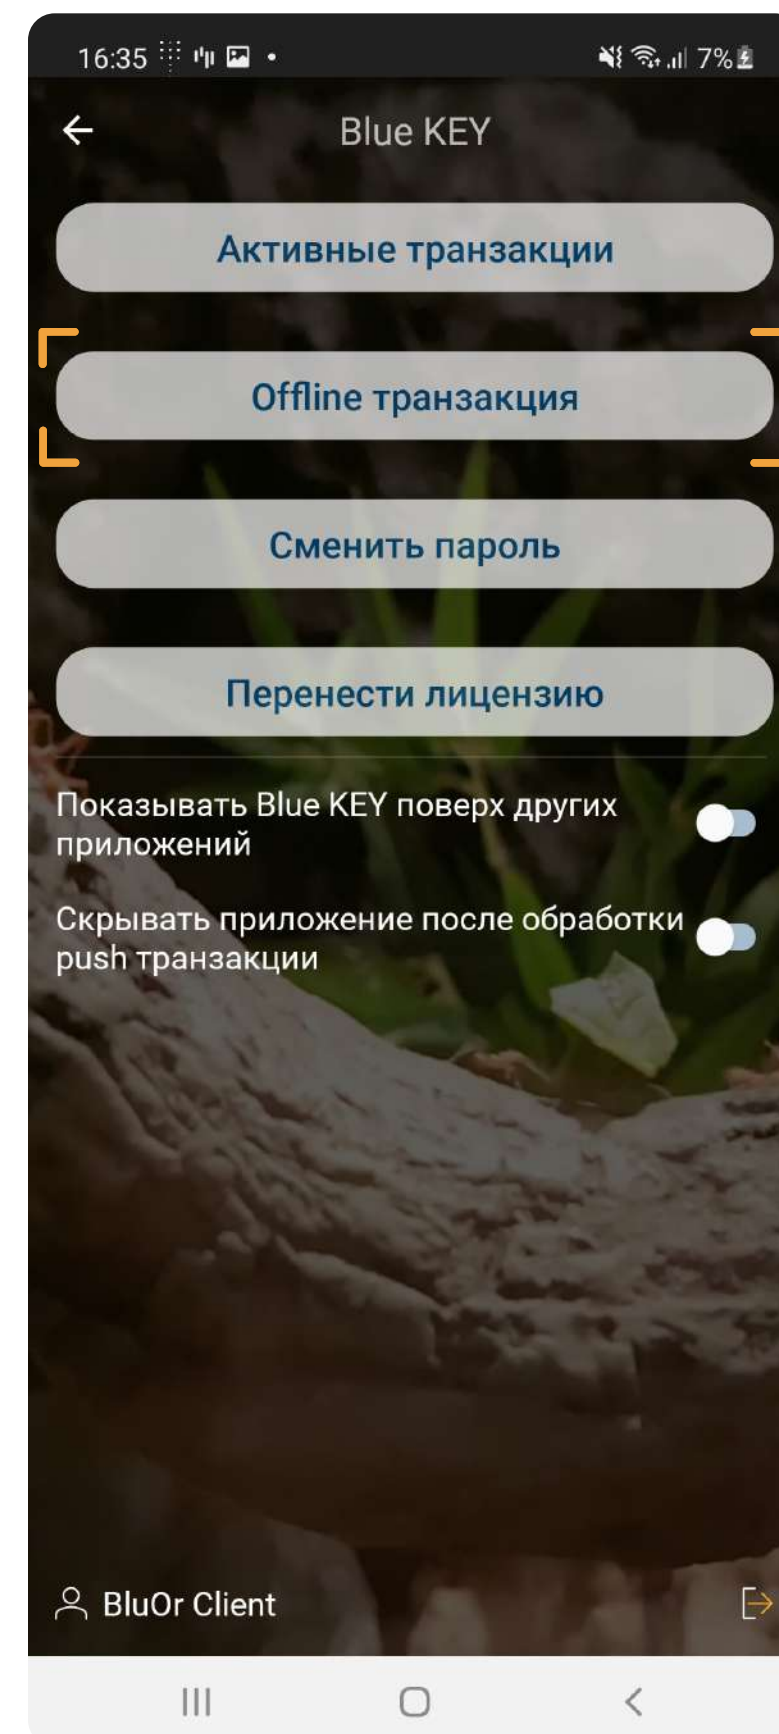 16:35 7%
Blue KEY
Активные транзакции
Offline транзакция
Сменить пароль
Перенести лицензию
Показывать Blue KEY поверх других
приложений
Скрывать приложение после обработки
push транзакции
BluOr Client